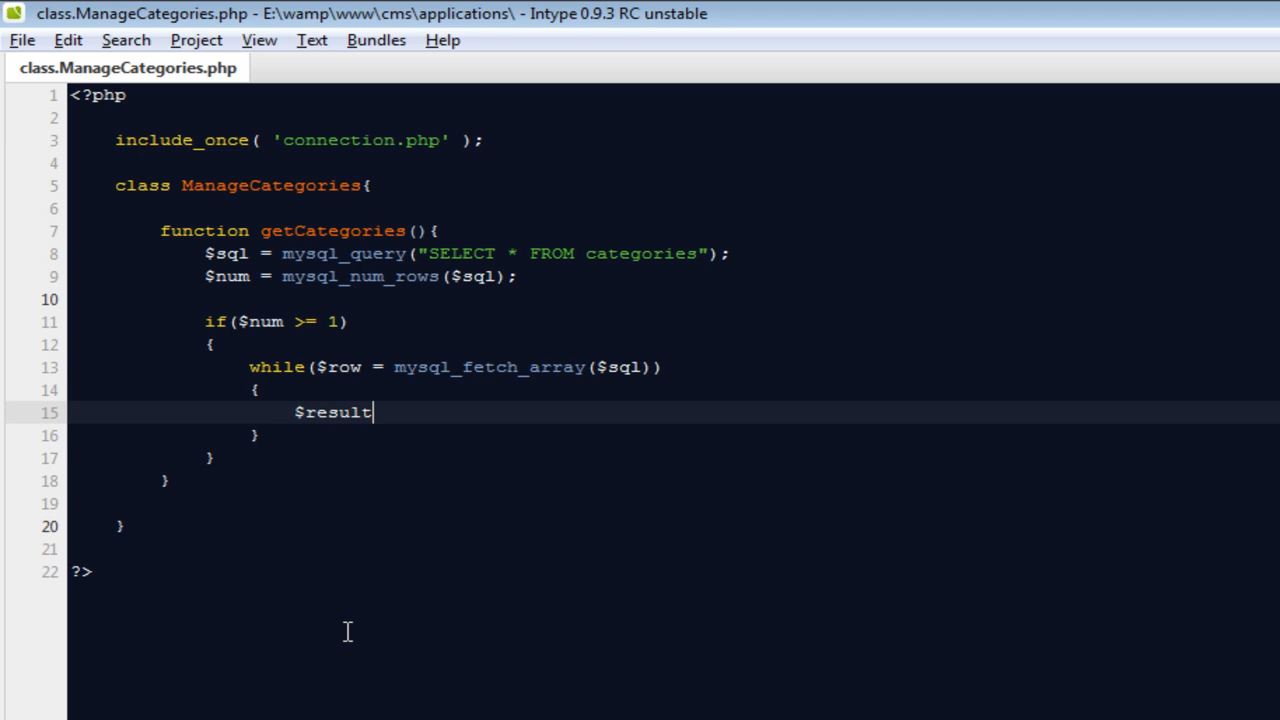 class.ManageCategories.php - E:\wamp\www\cms\applications\ - Intype 0.9.3 RC unstable
File Edit Search Project View Text Bundles Help
class.ManageCategories.php
1 <?php
2
3     include_once( 'connection.php' );
4
5     class ManageCategories{
6
7         function getCategories(){
8             $sql = mysql_query("SELECT * FROM categories");
9             $num = mysql_num_rows($sql);
10
11             if($num >= 1)
12             {
13                 while($row = mysql_fetch_array($sql))
14                 {
15                     $result
16                 }
17             }
18         }
19
20     }
21
22 ?>